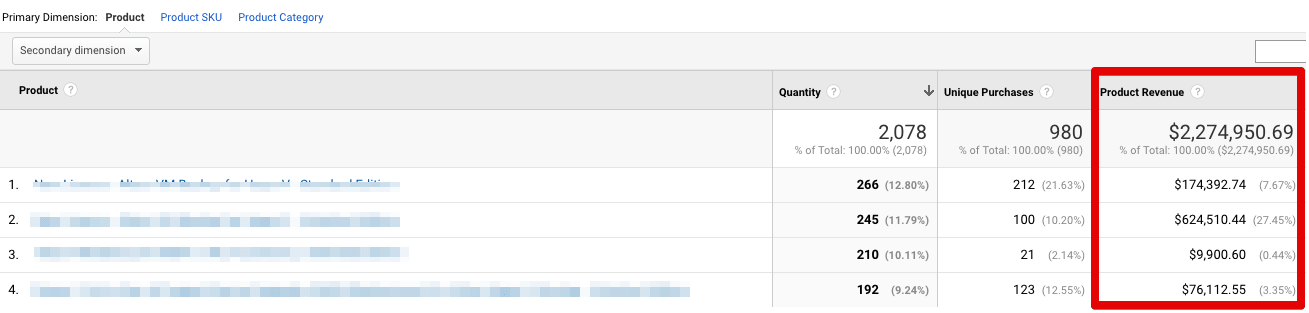 Primary Dimension: Product Product SKU Product Category
Secondary dimension
Product ? Quantity ? Unique Purchases ? Product Revenue ?
2,078 980 $2,274,950.69
% of Total: 100.00% (2,078) % of Total: 100.00% (980) % of Total: 100.00% ($2,274,950.69)
1. 266 (12.80%) 212 (21.63%) $174,392.74 (7.67%)
2. 245 (11.79%) 100 (10.20%) $624,510.44 (27.45%)
3. 210 (10.11%) 21 (2.14%) $9,900.60 (0.44%)
4. 192 (9.24%) 123 (12.55%) $76,112.55 (3.35%)